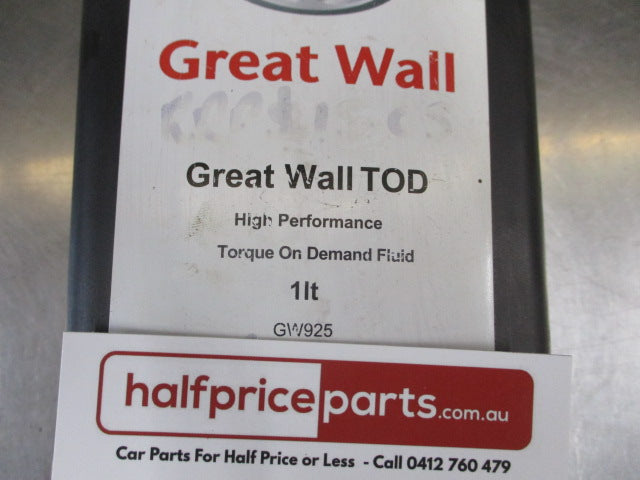 Great Wall
Great Wall TOD
High Performance
Torque On Demand Fluid
1lt
GW925
halfpriceparts.com.au
Car Parts For Half Price or Less - Call 0412 760 479